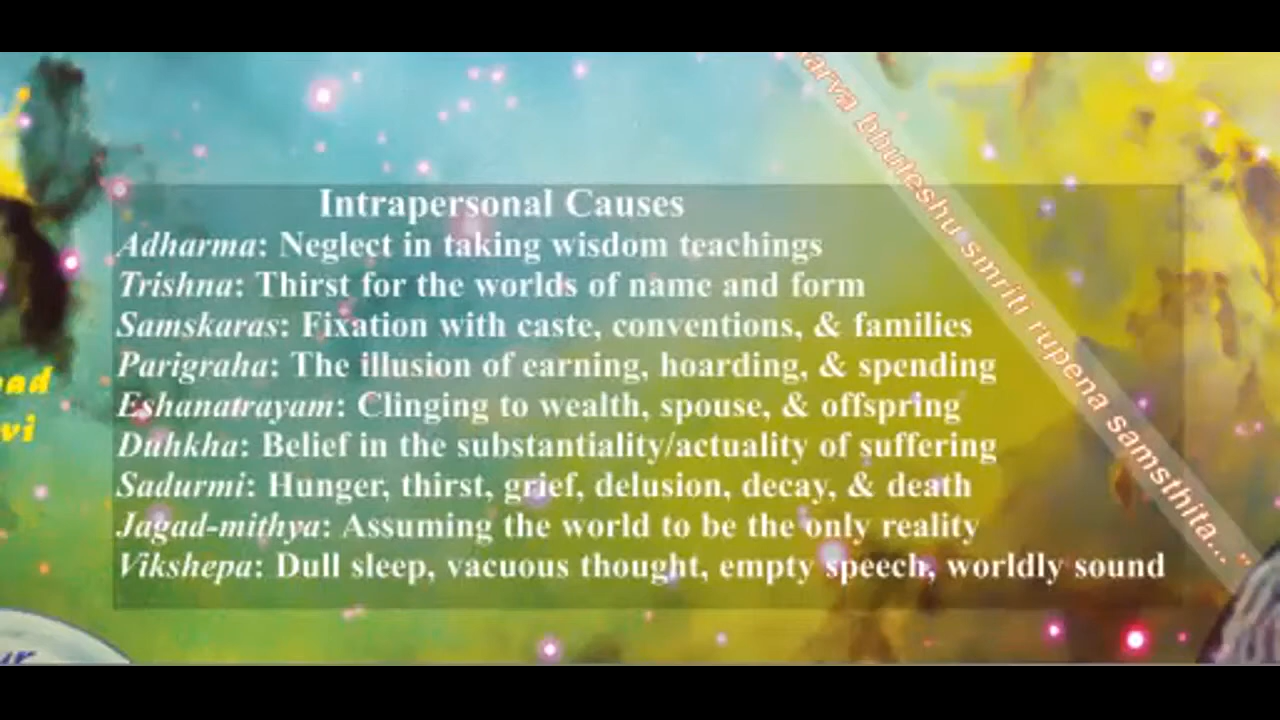 Intrapersonal Causes
Adharma: Neglect in taking wisdom teachings
Trishna: Thirst for the worlds of name and form
Samskaras: Fixation with caste, conventions, & families
Parigraha: The illusion of earning, hoarding, & spending
Eshanatrayam: Clinging to wealth, spouse, & offspring
Duhkha: Belief in the substantiality/actuality of suffering
Sadurmi: Hunger, thirst, grief, delusion, decay, & death
Jagad-mithya: Assuming the world to be the only reality
Vikshepa: Dull sleep, vacuous thought, empty speech, worldly sound
bhuteshu smriti rupena samsthita... "